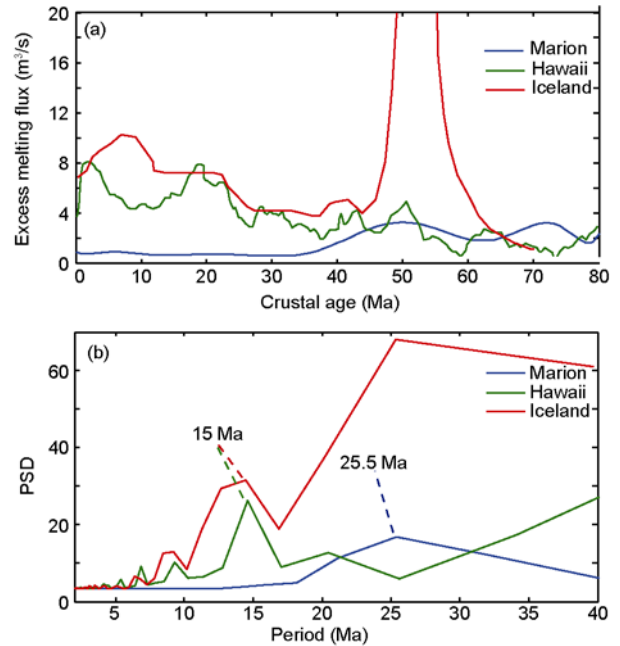 (a)
Excess melting flux (m³/s)
20
16
12
8
4
0
Marion
Hawaii
Iceland
0 10 20 30 40 50 60 70 80
Crustal age (Ma)
(b)
PSD
60
40
20
0
Marion
Hawaii
Iceland
15 Ma
25.5 Ma
5 10 15 20 25 30 35 40
Period (Ma)